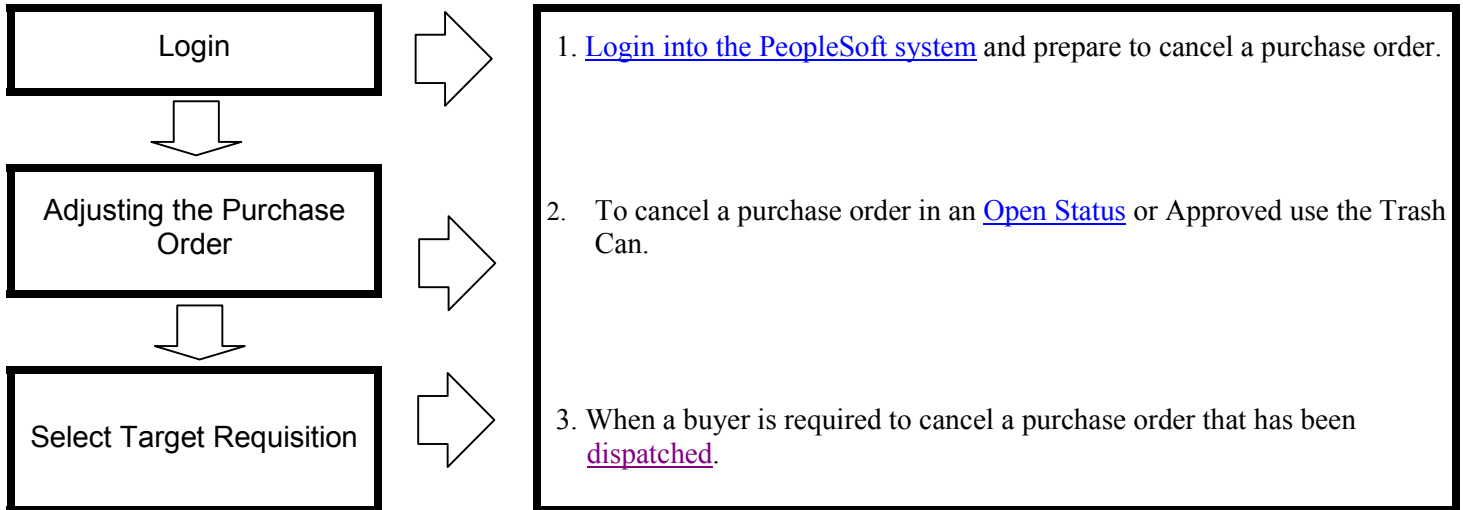 Login
1. Login into the PeopleSoft system and prepare to cancel a purchase order.
Adjusting the Purchase
Order
2. To cancel a purchase order in an Open Status or Approved use the Trash
Can.
Select Target Requisition
3. When a buyer is required to cancel a purchase order that has been
dispatched.